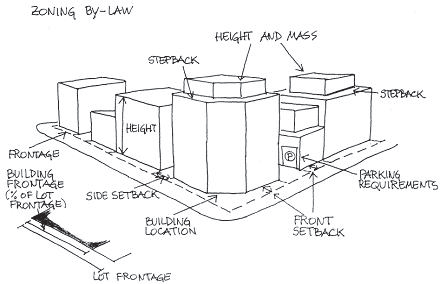 ZONING BY-LAW
HEIGHT AND MASS
STEPBACK
STEPBACK
HEIGHT
FRONTAGE
BUILDING
FRONTAGE
(% OF LOT
FRONTAGE)
SIDE SETBACK
BUILDING
LOCATION
P
PARKING
REQUIREMENTS
FRONT
SETBACK
LOT FRONTAGE